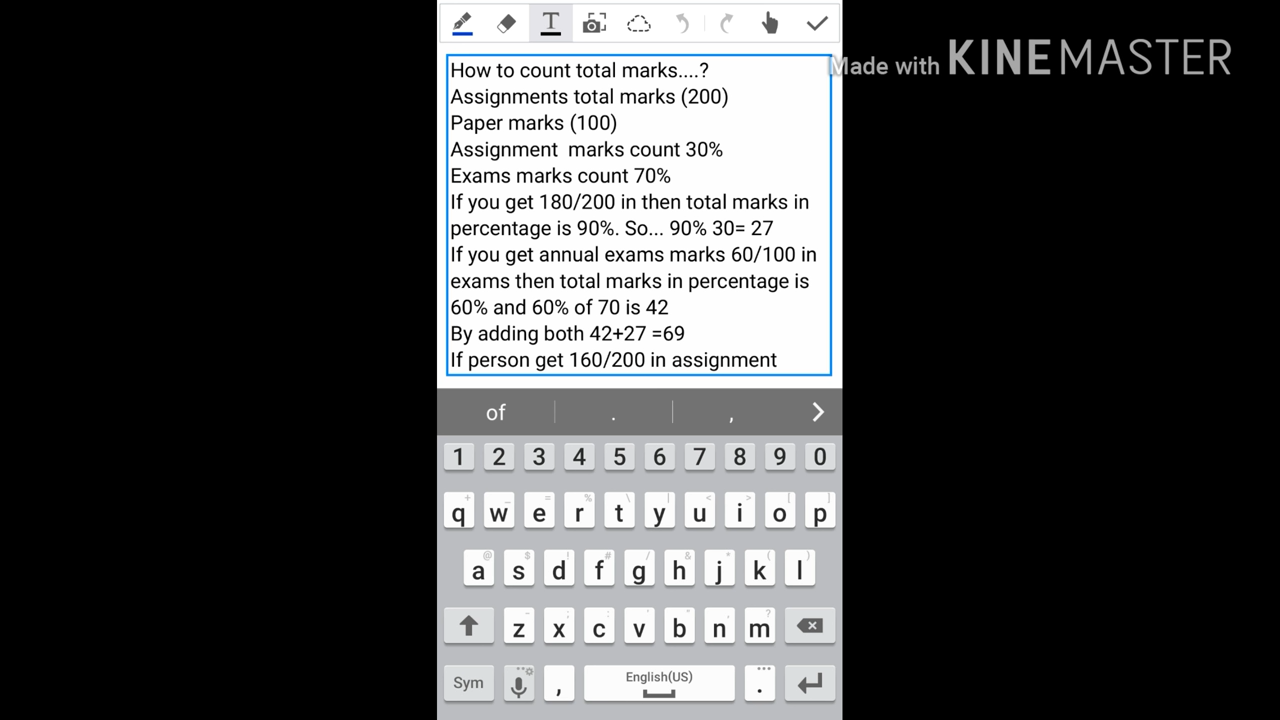 T
Made with KINEMASTER
How to count total marks....?
Assignments total marks (200)
Paper marks (100)
Assignment  marks count 30%
Exams marks count 70%
If you get 180/200 in then total marks in
percentage is 90%. So... 90% 30= 27
If you get annual exams marks 60/100 in
exams then total marks in percentage is
60% and 60% of 70 is 42
By adding both 42+27 =69
If person get 160/200 in assignment
of . ,
1 2 3 4 5 6 7 8 9 0
+ _ = % \ | < > [ ]
q w e r t y u i o p
@ $ ! # / & * ( )
a s d f g h j k l
z x c v b n m
Sym , English(US) .